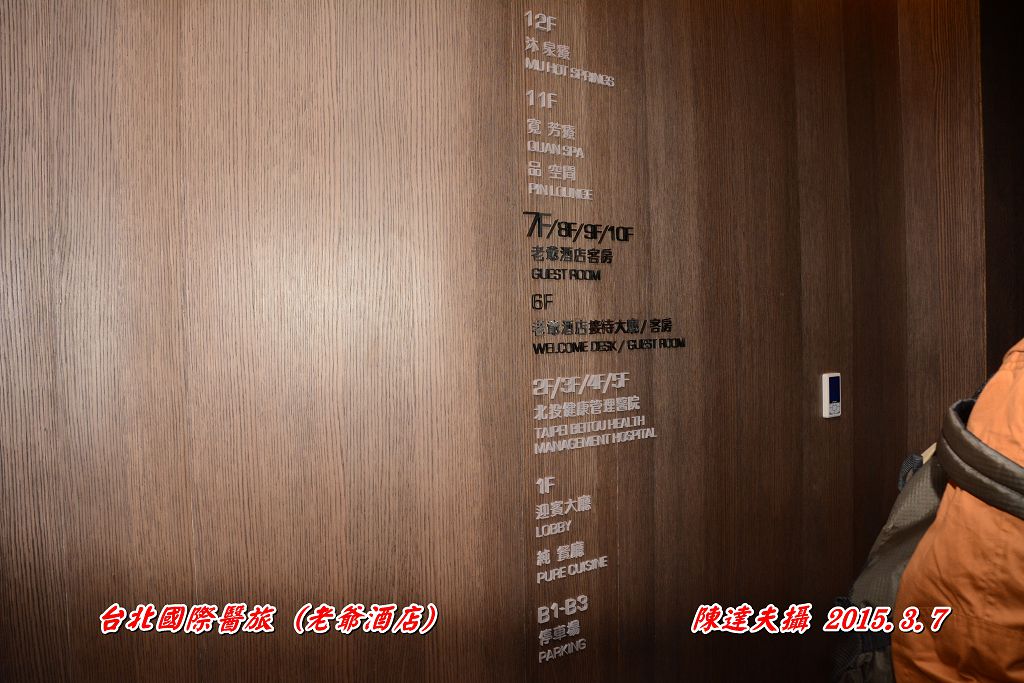 12F
沐 泉療
MU HOT SPRINGS
11F
寬 芳療
QUAN SPA
品 空間
PIN LOUNGE
7F/8F/9F/10F
老爺酒店客房
GUEST ROOM
6F
老爺酒店接待大廳/客房
WELCOME DESK / GUEST ROOM
2F/3F/4F/5F
北投健康管理醫院
TAIPEI BEITOU HEALTH
MANAGEMENT HOSPITAL
1F
迎賓大廳
LOBBY
純 餐廳
PURE CUISINE
B1-B3
停車場
PARKING
台北國際醫旅 (老爺酒店)
陳達夫攝 2015.3.7